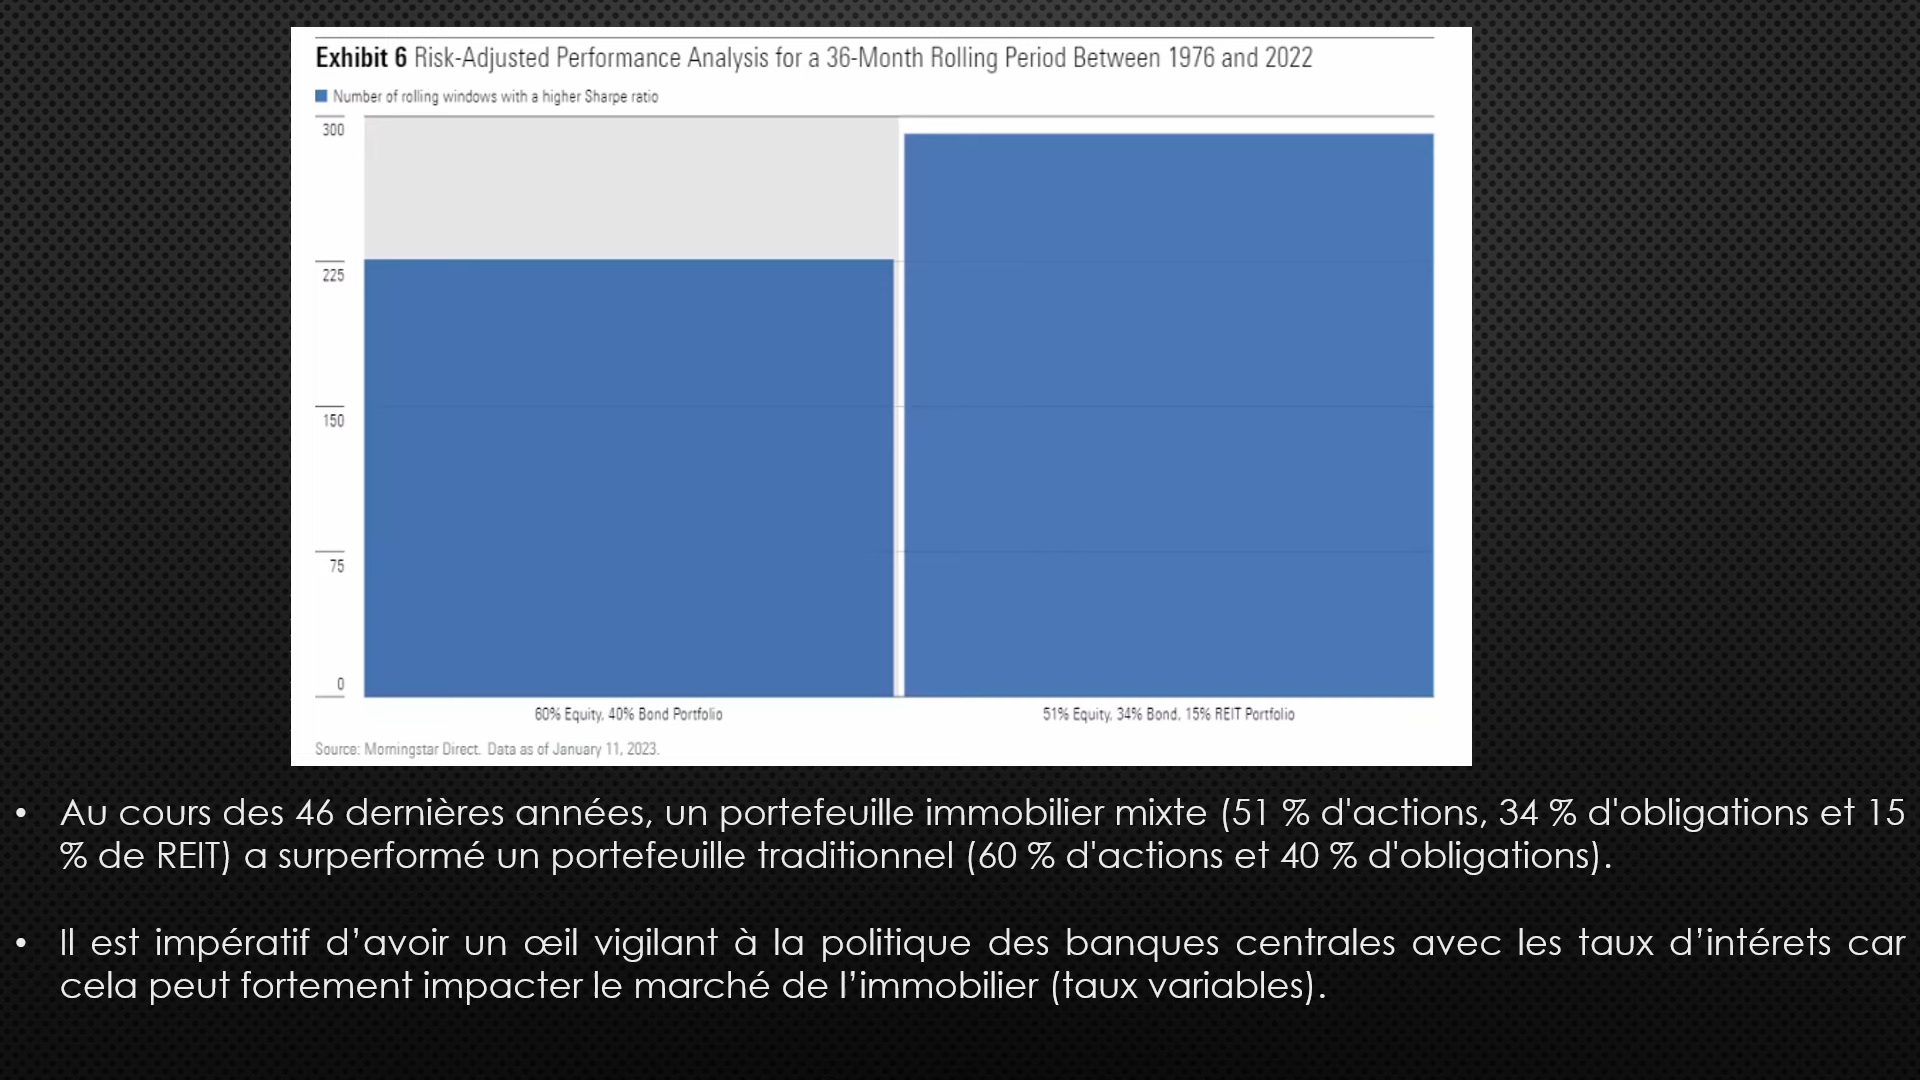 Exhibit 6 Risk-Adjusted Performance Analysis for a 36-Month Rolling Period Between 1976 and 2022
Number of rolling windows with a higher Sharpe ratio
300
225
150
75
0
60% Equity, 40% Bond Portfolio
51% Equity, 34% Bond, 15% REIT Portfolio
Source: Morningstar Direct. Data as of January 11, 2023.
• Au cours des 46 dernières années, un portefeuille immobilier mixte (51 % d'actions, 34 % d'obligations et 15
% de REIT) a surperformé un portefeuille traditionnel (60 % d'actions et 40 % d'obligations).
• Il est impératif d’avoir un œil vigilant à la politique des banques centrales avec les taux d’intérets car
cela peut fortement impacter le marché de l’immobilier (taux variables).